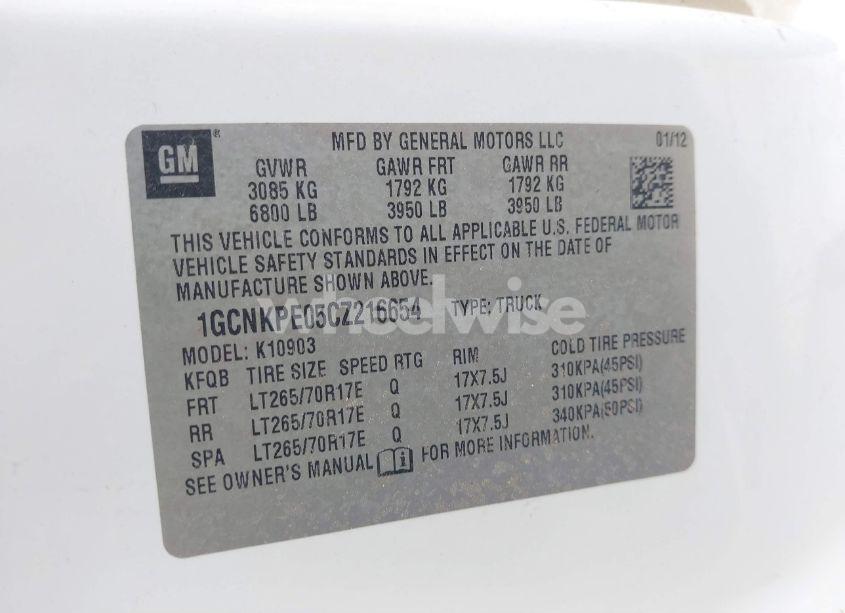 GM ® MFD BY GENERAL MOTORS LLC 01/12
GVWR GAWR FRT GAWR RR
3085 KG 1792 KG 1792 KG
6800 LB 3950 LB 3950 LB
THIS VEHICLE CONFORMS TO ALL APPLICABLE U.S. FEDERAL MOTOR
VEHICLE SAFETY STANDARDS IN EFFECT ON THE DATE OF
MANUFACTURE SHOWN ABOVE.
1GCNKPE05CZ216654 TYPE: TRUCK
wheelwise
MODEL: K10903
KFQB TIRE SIZE SPEED RTG RIM COLD TIRE PRESSURE
FRT LT265/70R17E Q 17X7.5J 310KPA(45PSI)
RR LT265/70R17E Q 17X7.5J 310KPA(45PSI)
SPA LT265/70R17E Q 17X7.5J 340KPA(50PSI)
SEE OWNER'S MANUAL i FOR MORE INFORMATION.